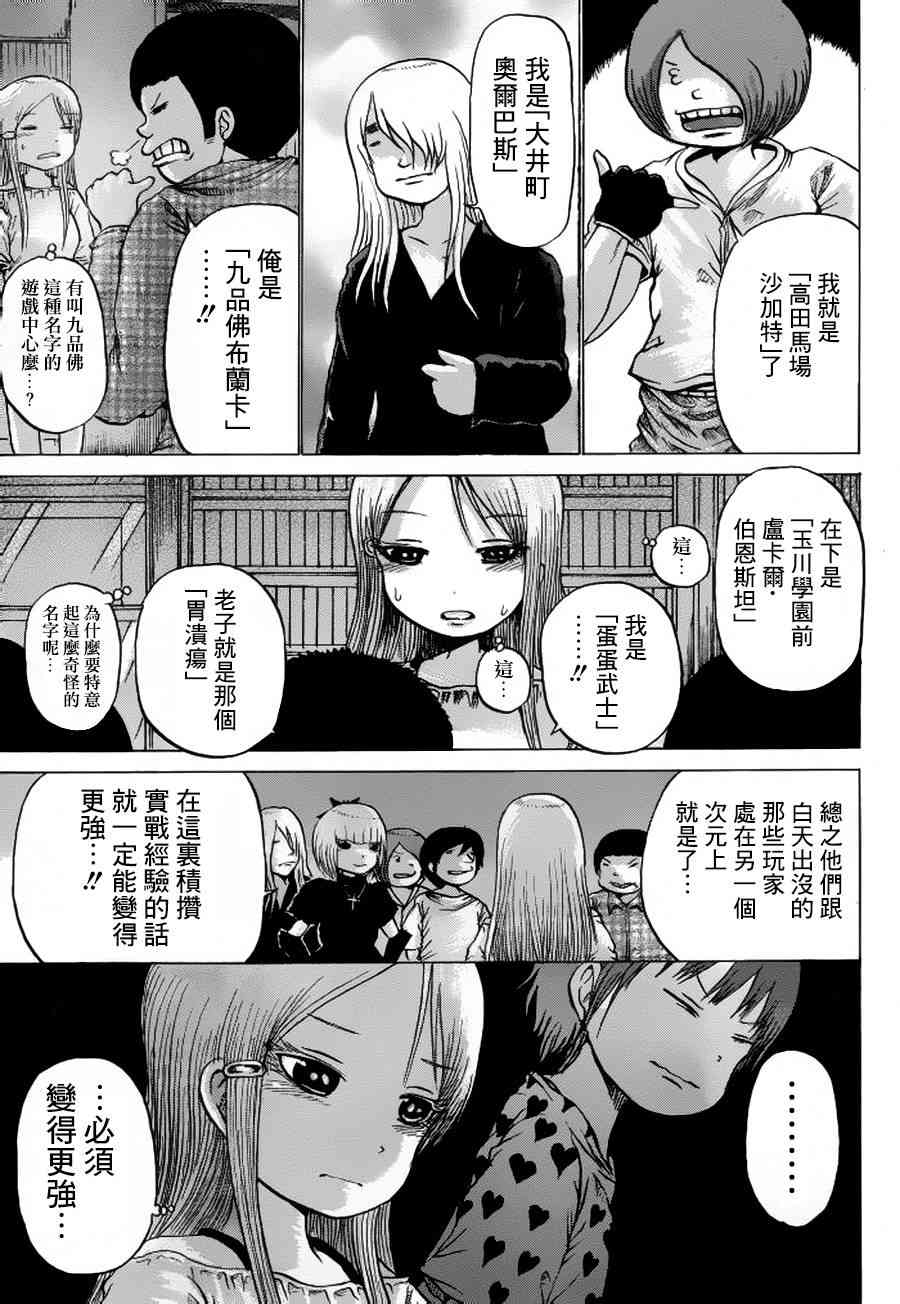 我就是
「高田馬場
沙加特」了
我是「大井町
奧爾巴斯」
俺是
「九品佛布蘭卡」
……!!
有叫九品佛
這種名字的
遊戲中心麼…?
在下是
「玉川學園前
盧卡爾・
伯恩斯坦」
這…
我是
「蛋蛋武士」
……!!
這…
老子就是那個
「胃潰瘍」
為什麼要特意
起這麼奇怪的
名字呢…
總之他們跟
白天出沒的
那些玩家
處在另一個
次元上
就是了…
在這裏積攢
實戰經驗的話
就一定能變得
更強…!!
………
…必須
變得更強…